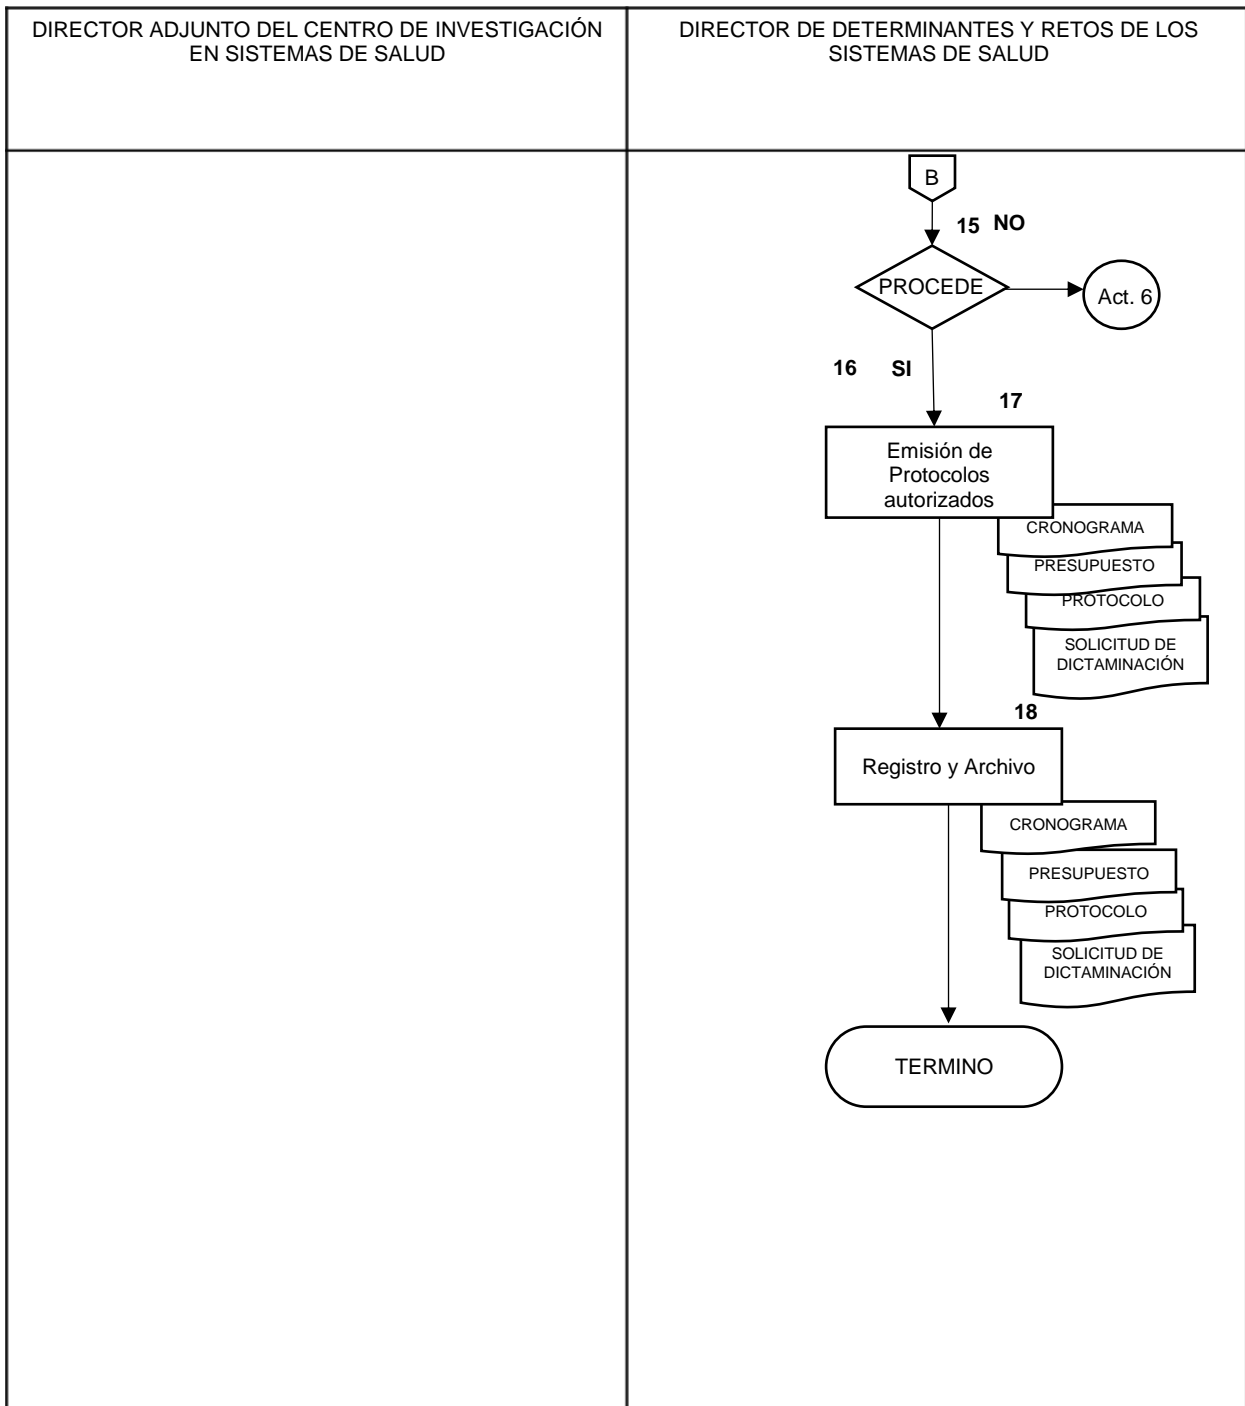 DIRECTOR ADJUNTO DEL CENTRO DE INVESTIGACIÓN
EN SISTEMAS DE SALUD
DIRECTOR DE DETERMINANTES Y RETOS DE LOS
SISTEMAS DE SALUD
B
15 NO
PROCEDE
Act. 6
16 SI
17
Emisión de
Protocolos
autorizados
CRONOGRAMA
PRESUPUESTO
PROTOCOLO
SOLICITUD DE
DICTAMINACIÓN
18
Registro y Archivo
CRONOGRAMA
PRESUPUESTO
PROTOCOLO
SOLICITUD DE
DICTAMINACIÓN
TERMINO